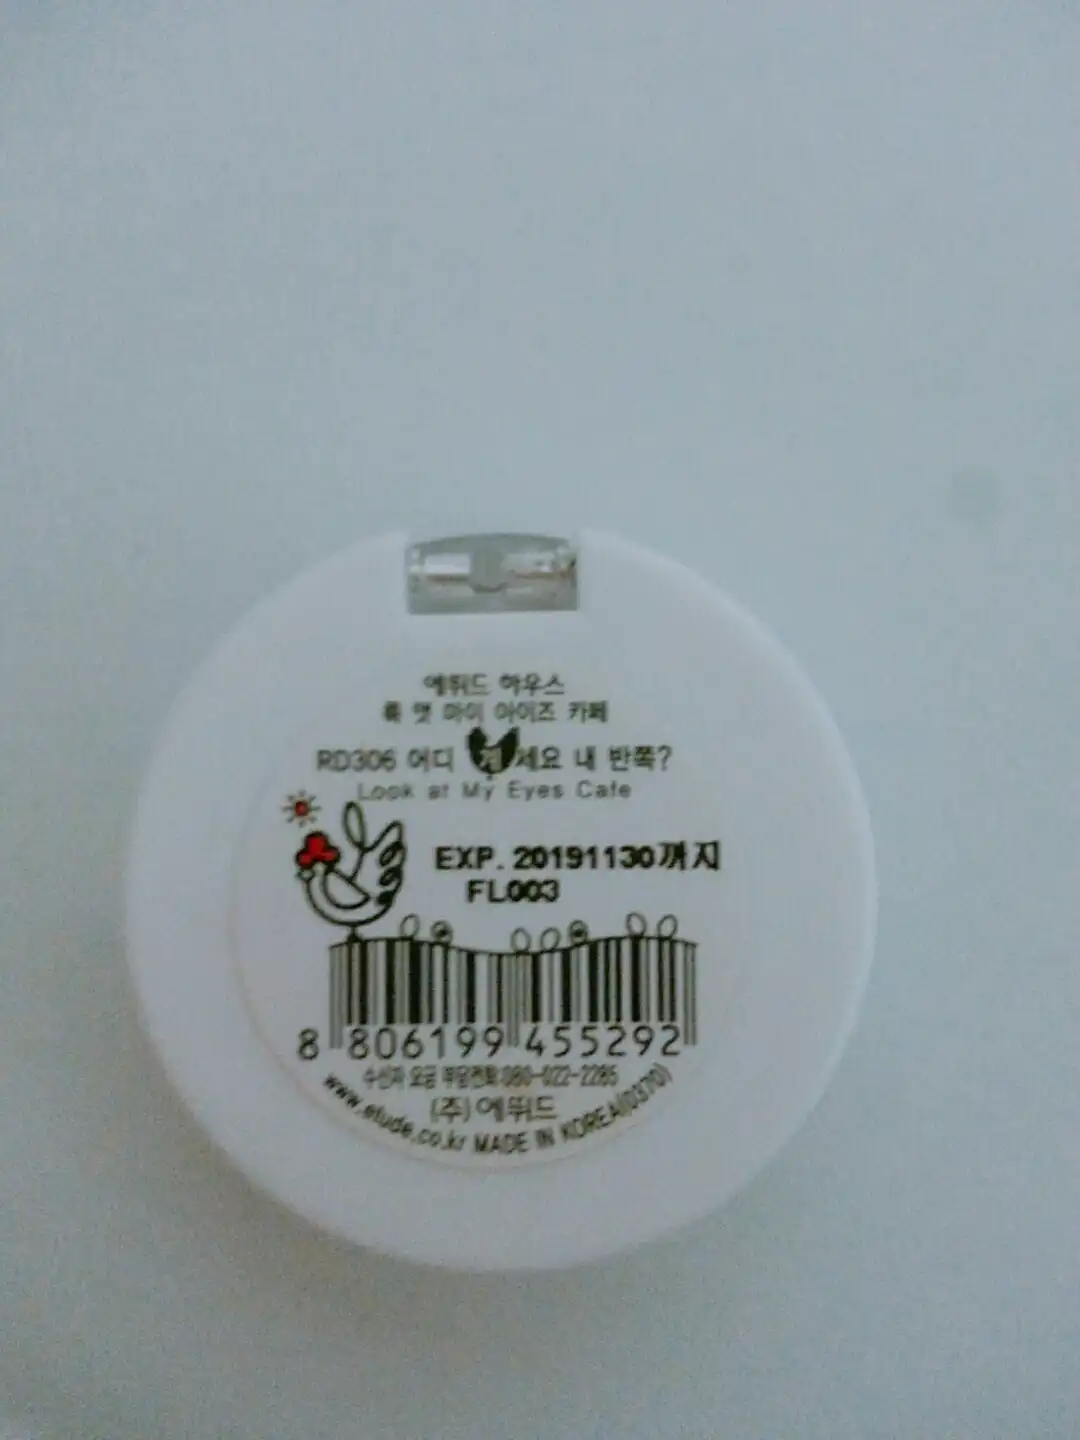 에뛰드 하우스
룩 앳 마이 아이즈 카페
RD306 어디 계세요 내 반쪽?
Look at My Eyes Cafe
EXP. 20191130까지
FL003
8 806199 455292
수신자 요금 부담전화:080-022-2285
(주)에뛰드
www.etude.co.kr MADE IN KOREA(0370)